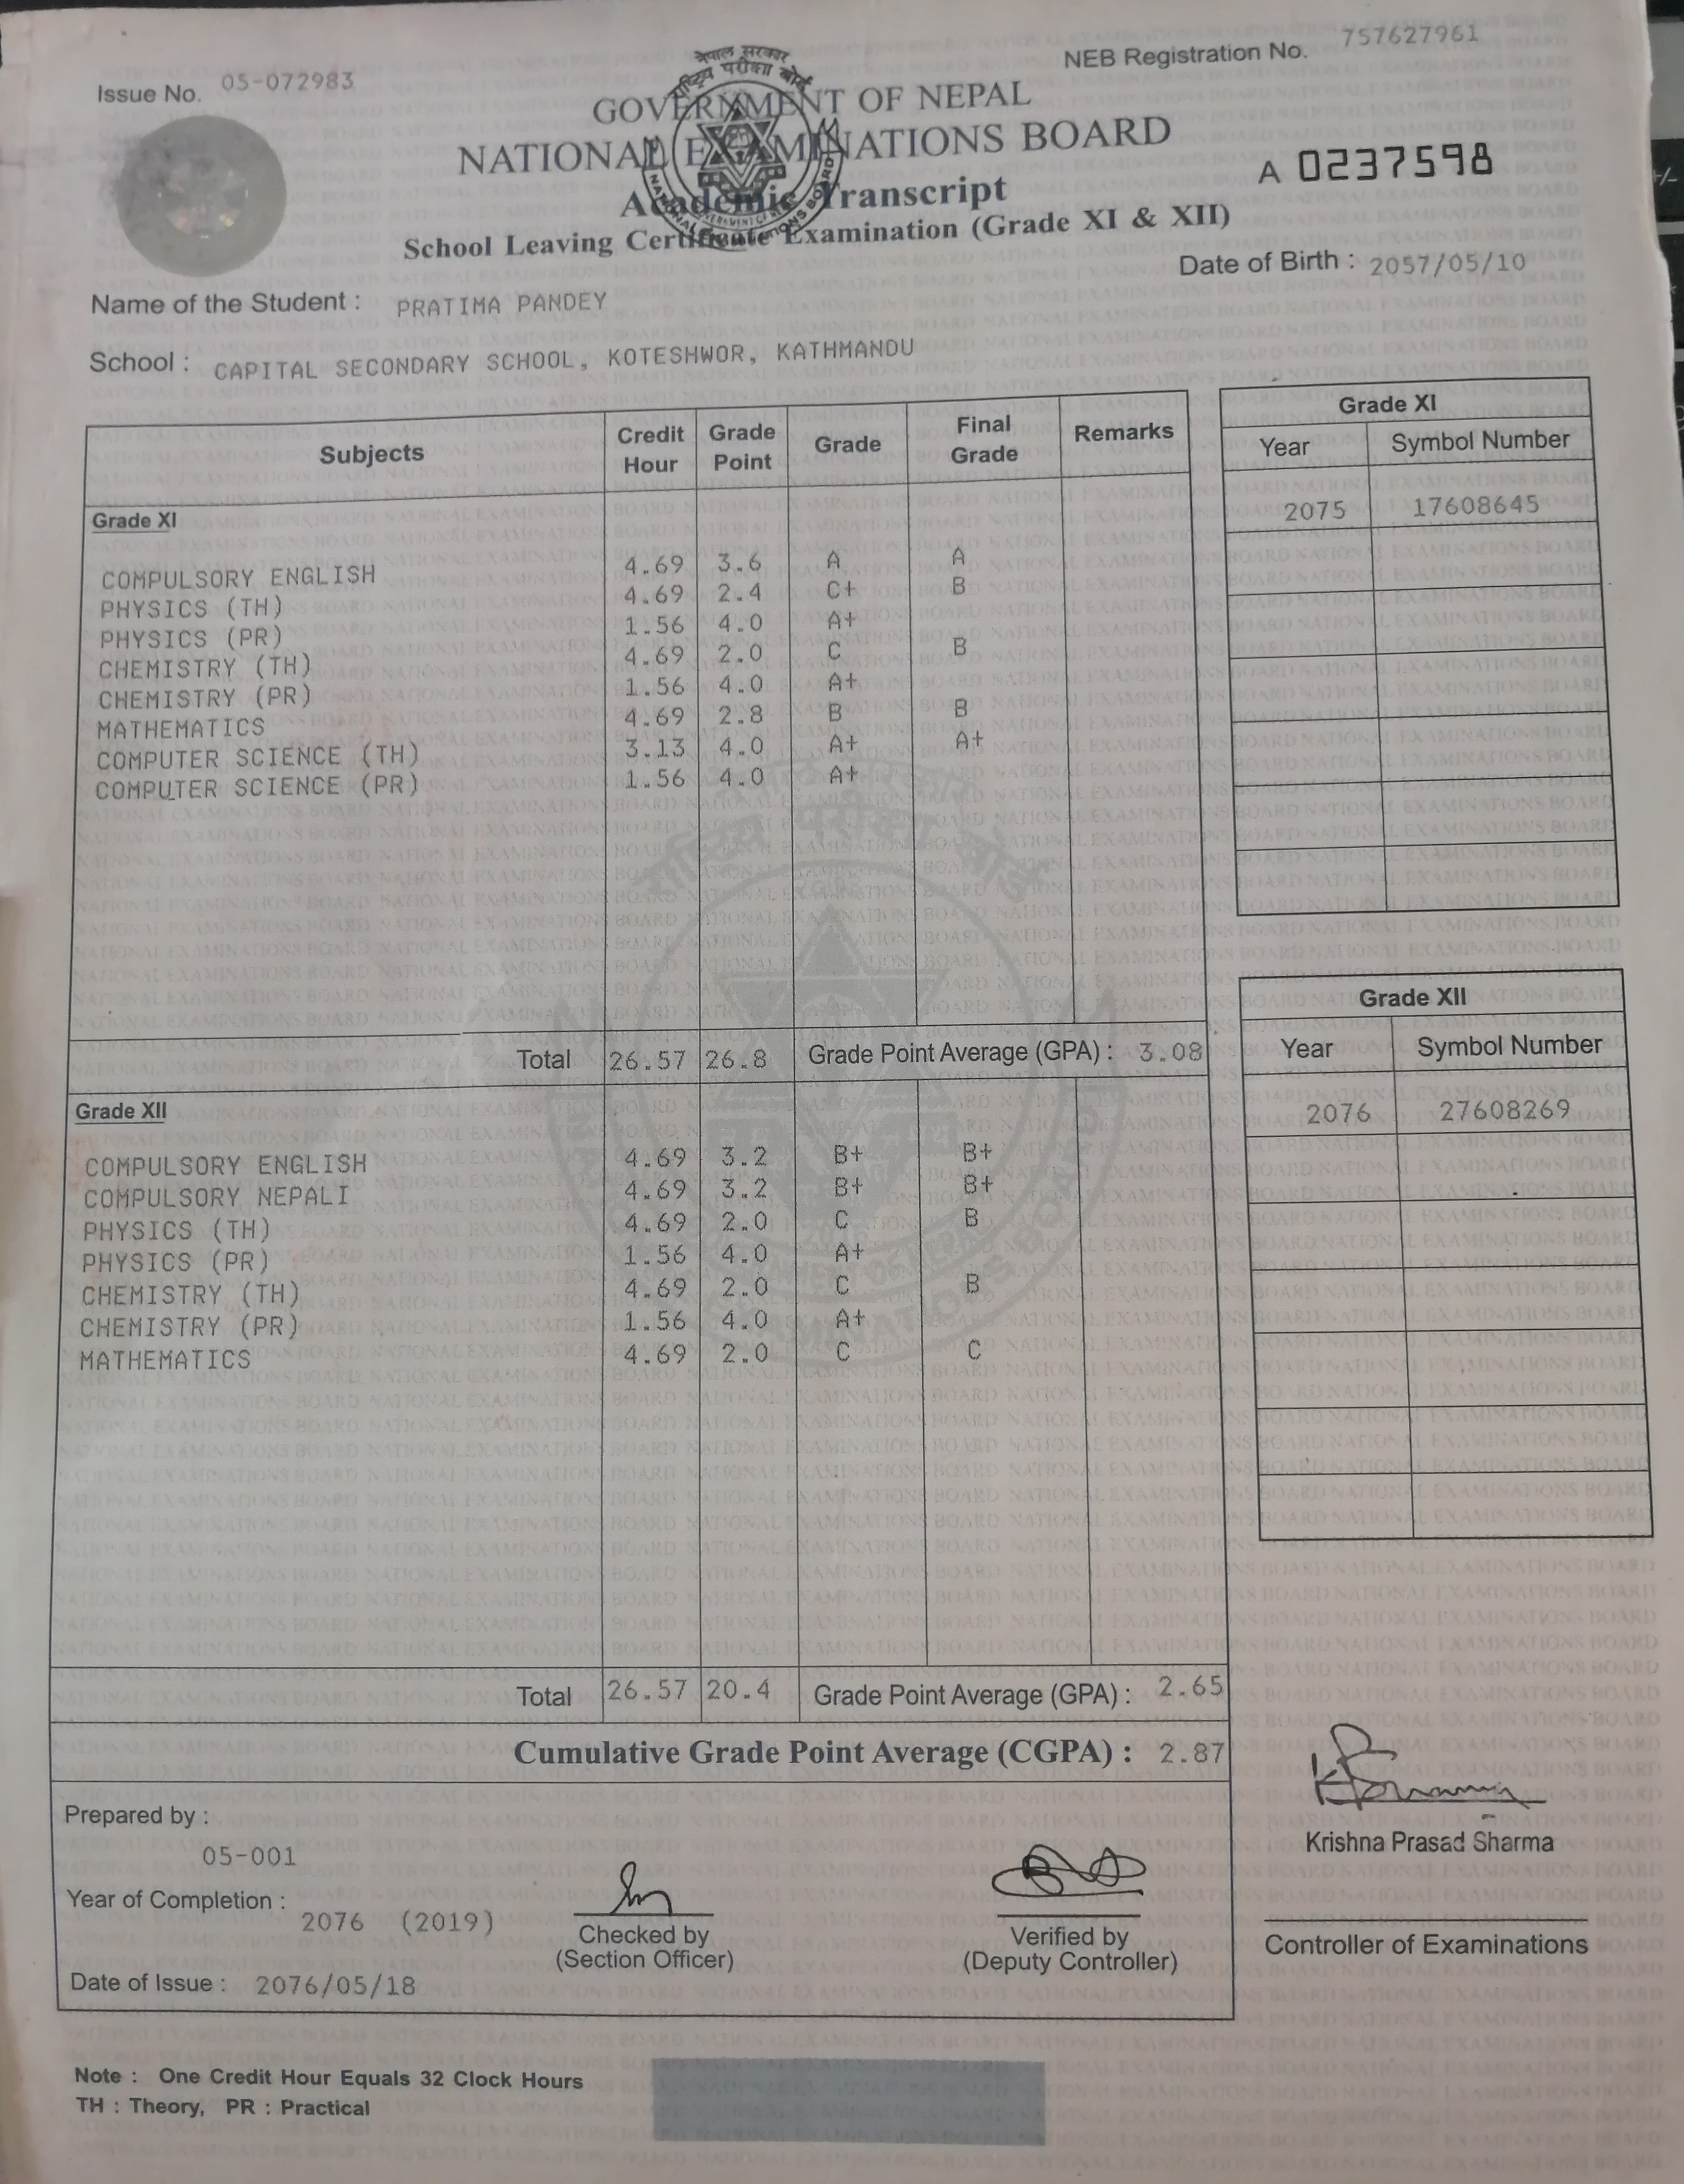 Issue No. 05-072983
NEB Registration No. 757627961
नेपाल सरकार
राष्ट्रिय परीक्षा बोर्ड
GOVERNMENT OF NEPAL
NATIONAL EXAMINATIONS BOARD
A 0237598
Academic Transcript
School Leaving Certificate Examination (Grade XI & XII)
Date of Birth : 2057/05/10
Name of the Student : PRATIMA PANDEY
School : CAPITAL SECONDARY SCHOOL, KOTESHWOR, KATHMANDU
Subjects Credit Hour Grade Point Grade Final Grade Remarks
Grade XI
COMPULSORY ENGLISH 4.69 3.6 A A
PHYSICS (TH) 4.69 2.4 C+ B
PHYSICS (PR) 1.56 4.0 A+
CHEMISTRY (TH) 4.69 2.0 C B
CHEMISTRY (PR) 1.56 4.0 A+
MATHEMATICS 4.69 2.8 B B
COMPUTER SCIENCE (TH) 3.13 4.0 A+ A+
COMPUTER SCIENCE (PR) 1.56 4.0 A+
Total 26.57 26.8 Grade Point Average (GPA) : 3.08
Grade XII
COMPULSORY ENGLISH 4.69 3.2 B+ B+
COMPULSORY NEPALI 4.69 3.2 B+ B+
PHYSICS (TH) 4.69 2.0 C B
PHYSICS (PR) 1.56 4.0 A+
CHEMISTRY (TH) 4.69 2.0 C B
CHEMISTRY (PR) 1.56 4.0 A+
MATHEMATICS 4.69 2.0 C C
Total 26.57 20.4 Grade Point Average (GPA) : 2.65
Cumulative Grade Point Average (CGPA) : 2.87
Grade XI
Year Symbol Number
2075 17608645
Grade XII
Year Symbol Number
2076 27608269
Prepared by :
05-001
Year of Completion :
2076 (2019)
Date of Issue : 2076/05/18
Checked by
(Section Officer)
Verified by
(Deputy Controller)
Krishna Prasad Sharma
Controller of Examinations
Note : One Credit Hour Equals 32 Clock Hours
TH : Theory, PR : Practical